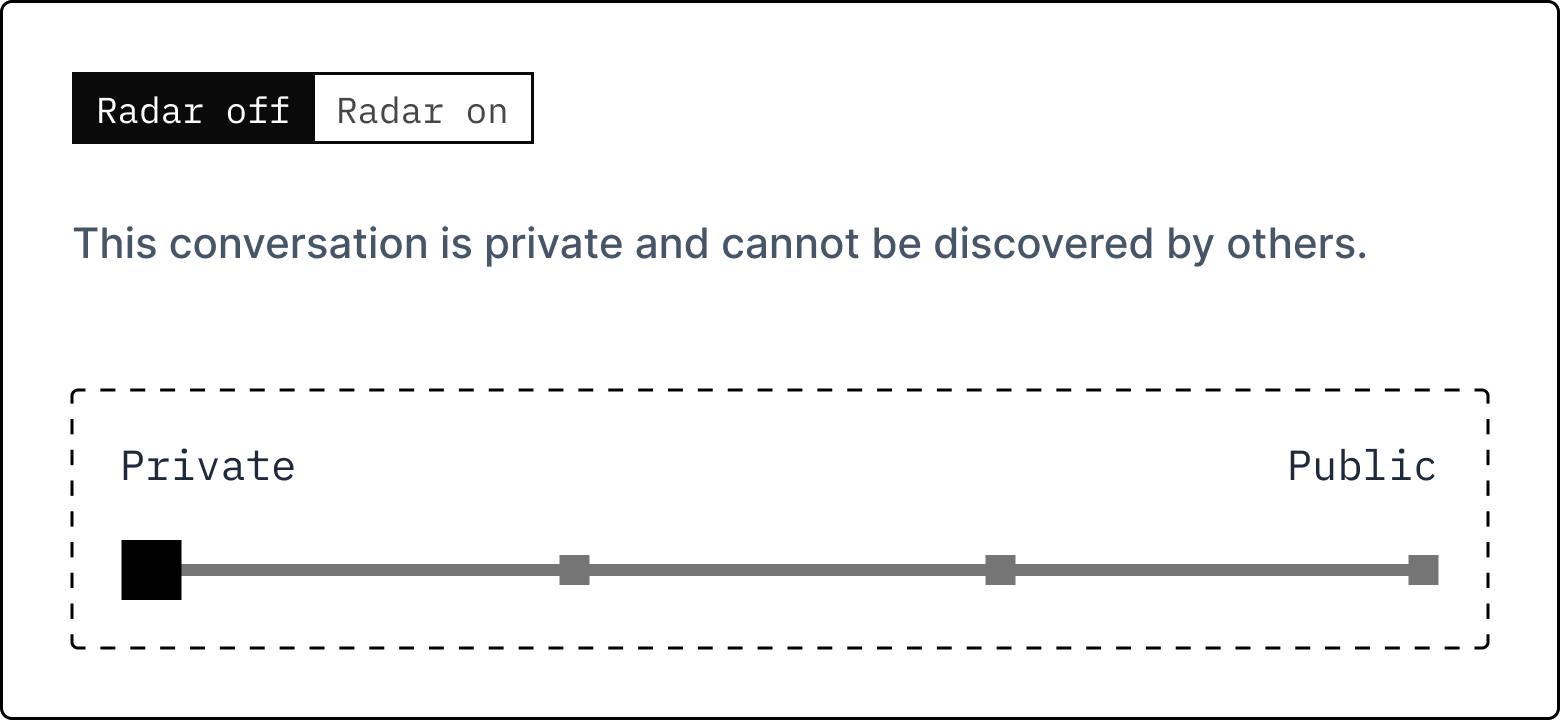 Radar off Radar on
This conversation is private and cannot be discovered by others.
Private Public